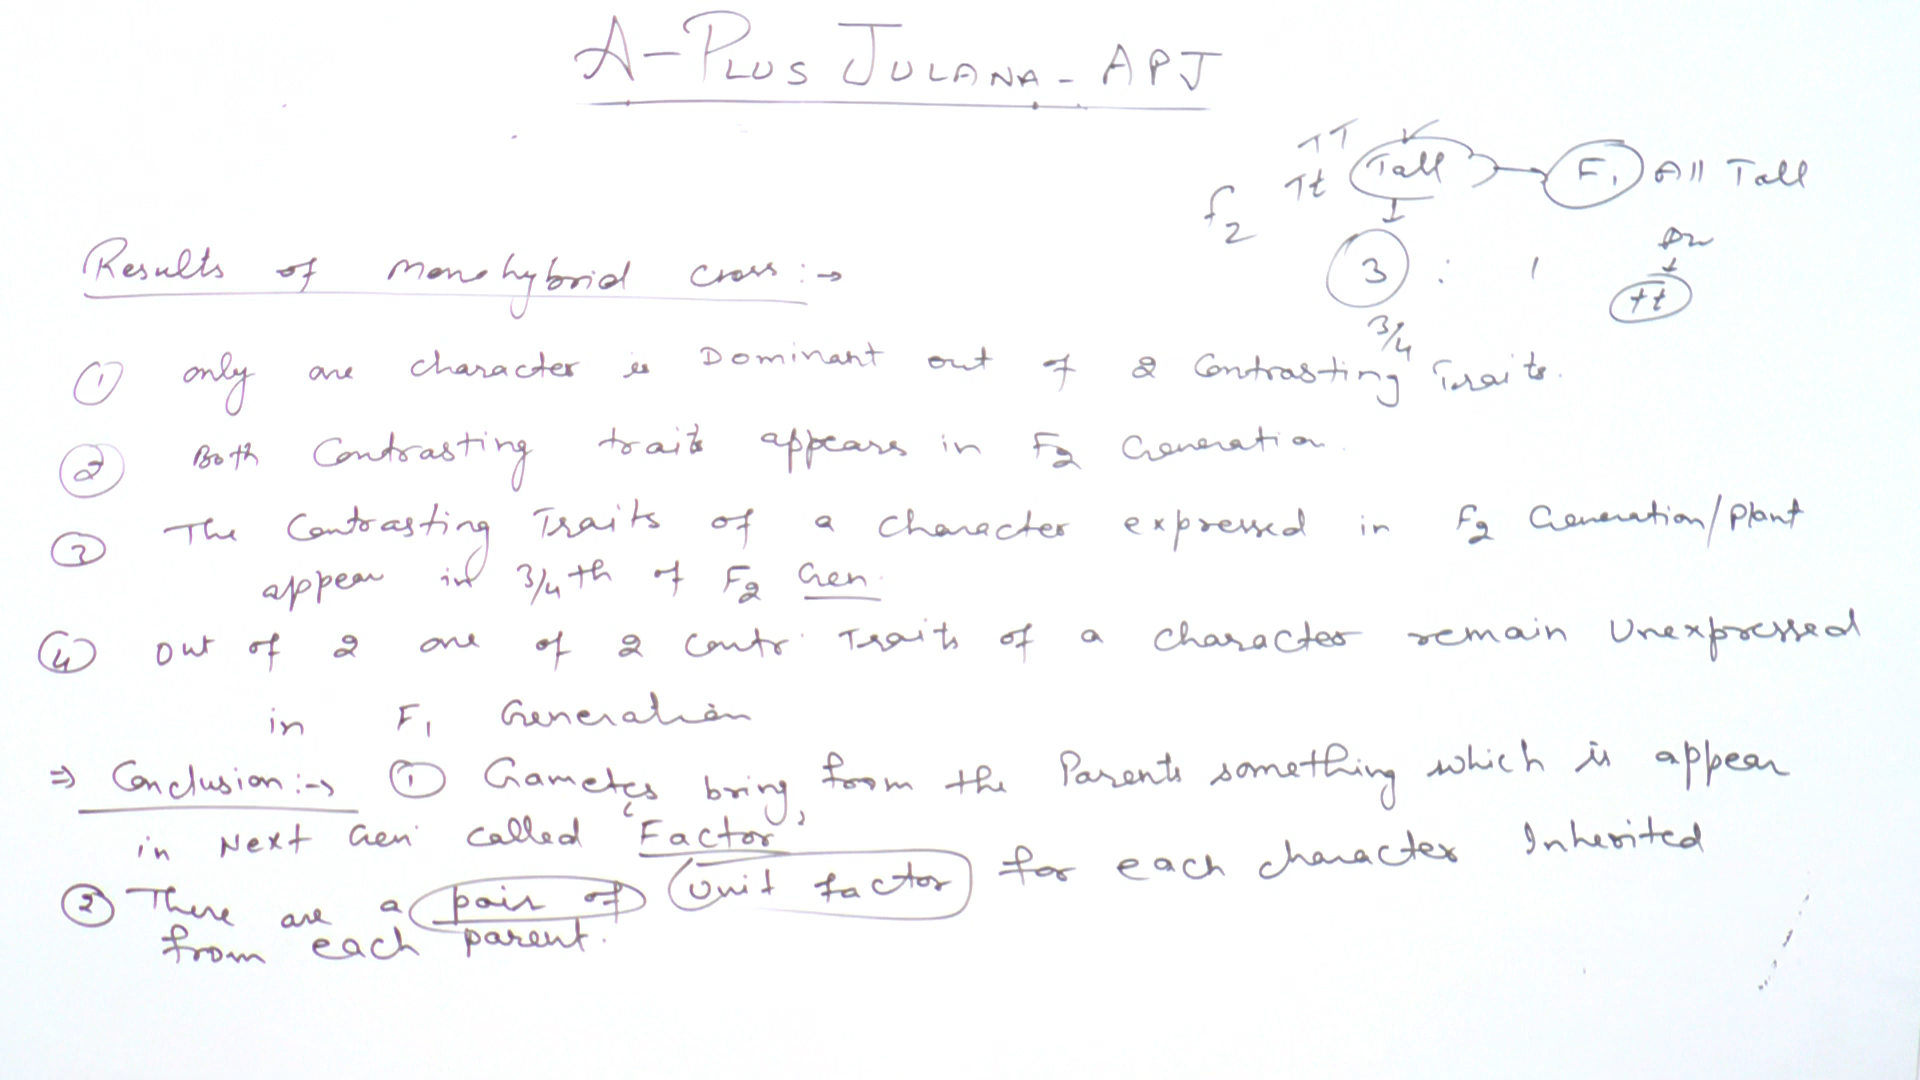 A-PLUS JULANA - APJ
TT Tall F1 All Tall
Tt
f2
3 : 1 tt
3/4
Results of monohybrid cross :→
① only one character is Dominant out of 2 Contrasting Traits.
② Both Contrasting traits appears in F2 Generation.
③ The Contrasting Traits of a character expressed in F2 Generation/Plant
appear in 3/4th of F2 Gen.
④ out of 2 one of 2 contr. Traits of a character remain Unexpressed
in F1 Generation
⇒ Conclusion :→ ① Gametes bring from the Parents something which is appear
in Next Gen. called 'Factor'
② There are a pair of Unit factor for each character Inherited
from each parent.